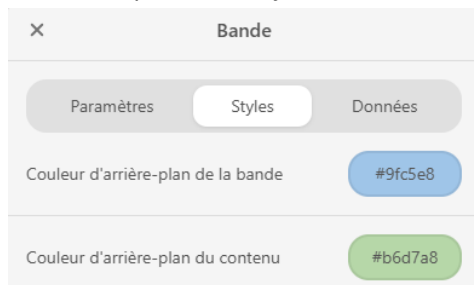 × Bande
Paramètres Styles Données
Couleur d'arrière-plan de la bande #9fc5e8
Couleur d'arrière-plan du contenu #b6d7a8